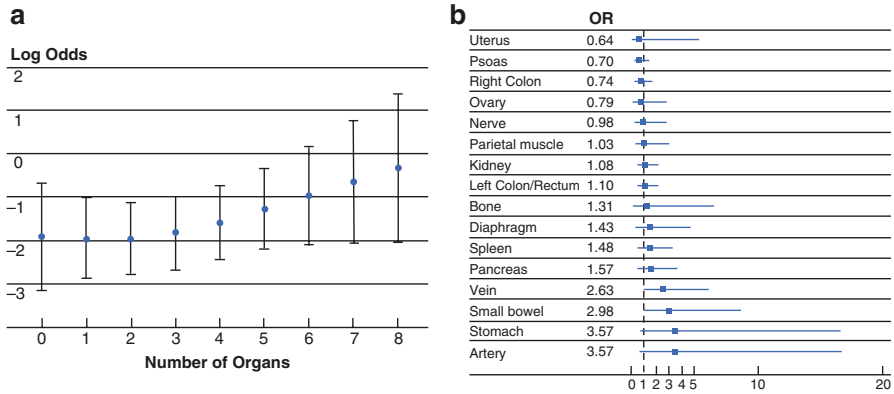 a
Log Odds
2
1
0
–1
–2
–3
0 1 2 3 4 5 6 7 8
Number of Organs
b
OR
Uterus 0.64
Psoas 0.70
Right Colon 0.74
Ovary 0.79
Nerve 0.98
Parietal muscle 1.03
Kidney 1.08
Left Colon/Rectum 1.10
Bone 1.31
Diaphragm 1.43
Spleen 1.48
Pancreas 1.57
Vein 2.63
Small bowel 2.98
Stomach 3.57
Artery 3.57
0 1 2 3 4 5 10 20